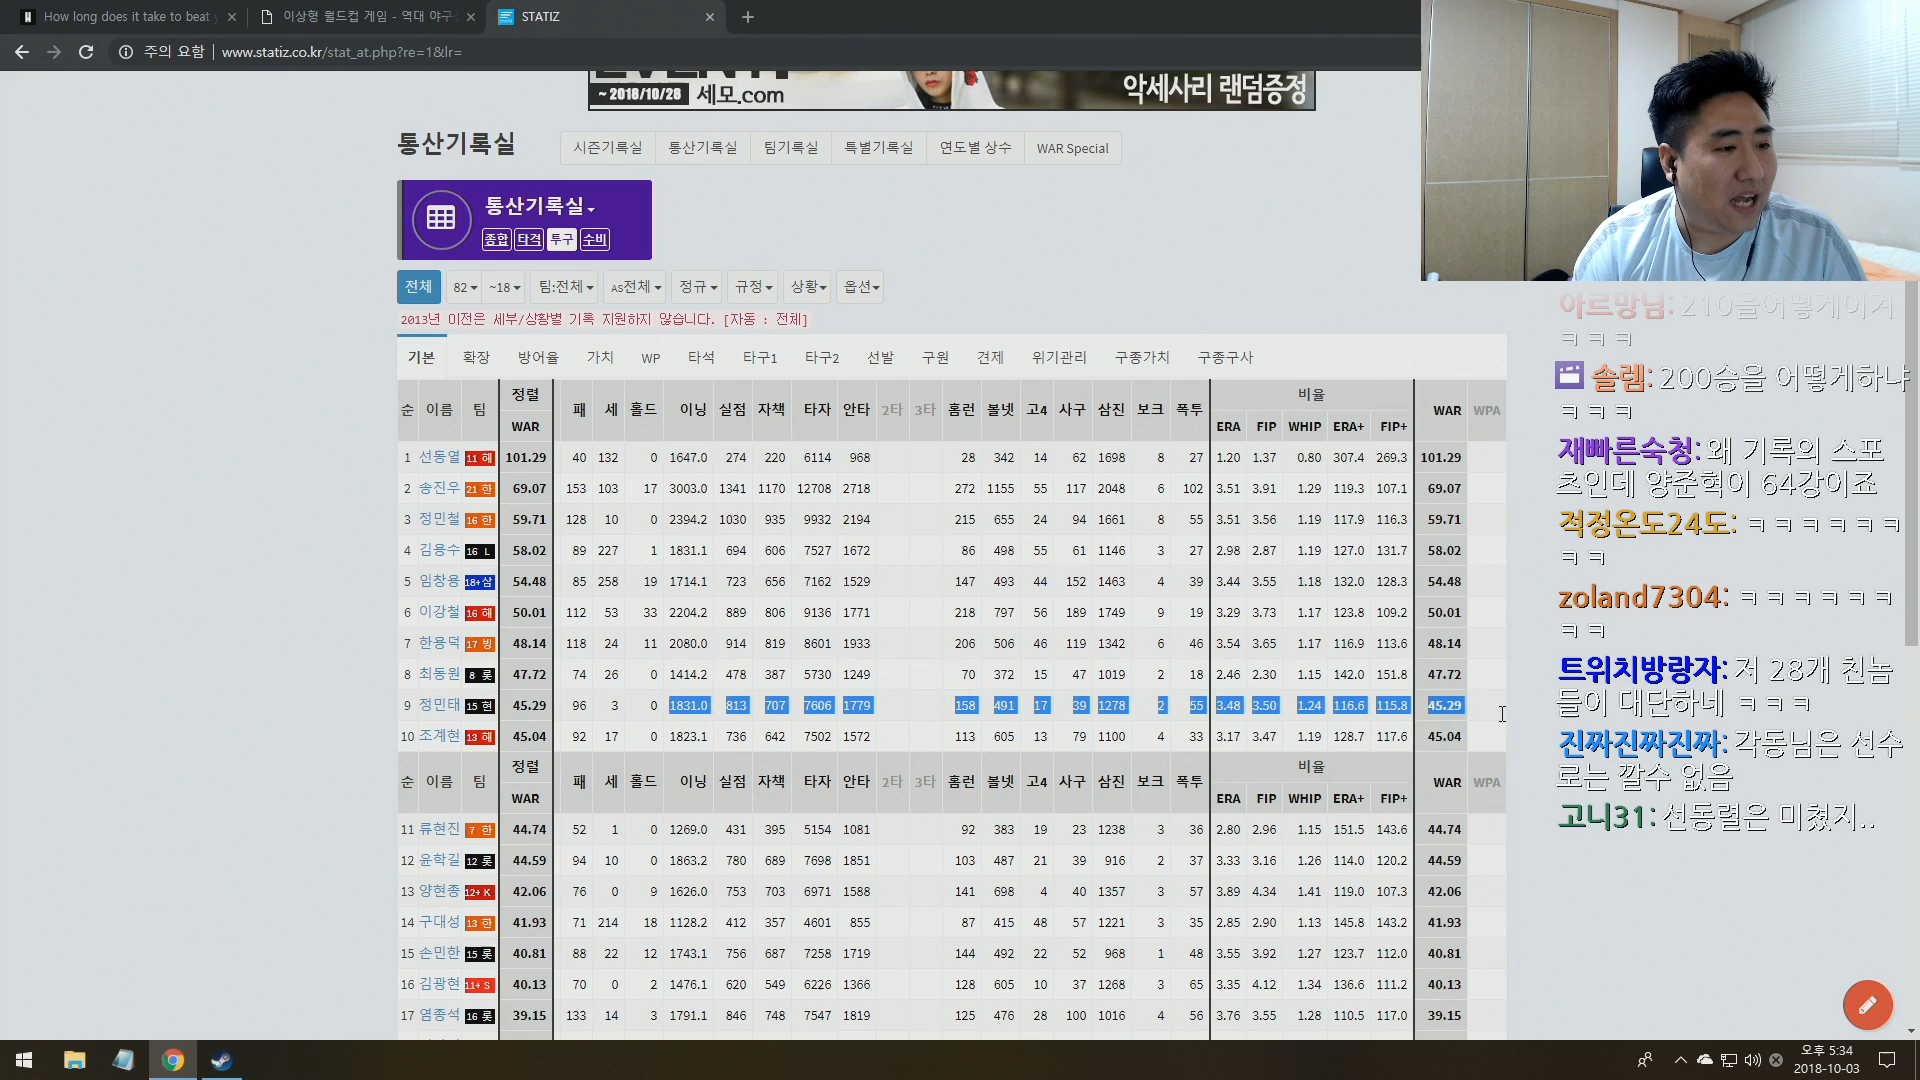 How long does it take to beat
이상형 월드컵 게임 - 역대 야구
STATIZ
주의 요함 | www.statiz.co.kr/stat_at.php?re=1&lr=
~ 2018/10/28 세모.com
악세사리 랜덤증정
통산기록실
시즌기록실 통산기록실 팀기록실 특별기록실 연도별 상수 WAR Special
통산기록실
종합 타격 투구 수비
전체 82 ~18 팀:전체 AS전체 정규 규정 상황 옵션
2013년 이전은 세부/상황별 기록 지원하지 않습니다. [자동 : 전체]
기본 확장 방어율 가치 WP 타석 타구1 타구2 선발 구원 견제 위기관리 구종가치 구종구사
순 이름 팀 정렬 패 세 홀드 이닝 실점 자책 타자 안타 2타 3타 홈런 볼넷 고4 사구 삼진 보크 폭투 비율 WAR WPA
WAR ERA FIP WHIP ERA+ FIP+
1 선동열 11 해 101.29 40 132 0 1647.0 274 220 6114 968 28 342 14 62 1698 8 27 1.20 1.37 0.80 307.4 269.3 101.29
2 송진우 21 한 69.07 153 103 17 3003.0 1341 1170 12708 2718 272 1155 55 117 2048 6 102 3.51 3.91 1.29 119.3 107.1 69.07
3 정민철 16 한 59.71 128 10 0 2394.2 1030 935 9932 2194 215 655 24 94 1661 8 55 3.51 3.56 1.19 117.9 116.3 59.71
4 김용수 16 L 58.02 89 227 1 1831.1 694 606 7527 1672 86 498 55 61 1146 3 27 2.98 2.87 1.19 127.0 131.7 58.02
5 임창용 18+삼 54.48 85 258 19 1714.1 723 656 7162 1529 147 493 44 152 1463 4 39 3.44 3.55 1.18 132.0 128.3 54.48
6 이강철 16 해 50.01 112 53 33 2204.2 889 806 9136 1771 218 797 56 189 1749 9 19 3.29 3.73 1.17 123.8 109.2 50.01
7 한용덕 17 빙 48.14 118 24 11 2080.0 914 819 8601 1933 206 506 46 119 1342 6 46 3.54 3.65 1.17 116.9 113.6 48.14
8 최동원 8 롯 47.72 74 26 0 1414.2 478 387 5730 1249 70 372 15 47 1019 2 18 2.46 2.30 1.15 142.0 151.8 47.72
9 정민태 15 현 45.29 96 3 0 1831.0 813 707 7606 1779 158 491 17 39 1278 2 55 3.48 3.50 1.24 116.6 115.8 45.29
10 조계현 13 해 45.04 92 17 0 1823.1 736 642 7502 1572 113 605 13 79 1100 4 33 3.17 3.47 1.19 128.7 117.6 45.04
순 이름 팀 정렬 패 세 홀드 이닝 실점 자책 타자 안타 2타 3타 홈런 볼넷 고4 사구 삼진 보크 폭투 비율 WAR WPA
WAR ERA FIP WHIP ERA+ FIP+
11 류현진 7 한 44.74 52 1 0 1269.0 431 395 5154 1081 92 383 19 23 1238 3 36 2.80 2.96 1.15 151.5 143.6 44.74
12 윤학길 12 롯 44.59 94 10 0 1863.2 780 689 7698 1851 103 487 21 39 916 2 37 3.33 3.16 1.26 114.0 120.2 44.59
13 양현종 12+ K 42.06 76 0 9 1626.0 753 703 6971 1588 141 698 4 40 1357 3 57 3.89 4.34 1.41 119.0 107.3 42.06
14 구대성 13 한 41.93 71 214 18 1128.2 412 357 4601 855 87 415 48 57 1221 3 35 2.85 2.90 1.13 145.8 143.2 41.93
15 손민한 15 롯 40.81 88 22 12 1743.1 756 687 7258 1719 144 492 22 52 968 1 48 3.55 3.92 1.27 123.7 112.0 40.81
16 김광현 11+ S 40.13 70 0 2 1476.1 620 549 6226 1366 128 605 10 37 1268 3 65 3.35 4.12 1.34 136.6 111.2 40.13
17 염종석 16 롯 39.15 133 14 3 1791.1 846 748 7547 1819 125 476 28 100 1016 4 56 3.76 3.55 1.28 110.5 117.0 39.15
아르망님: 210을어떻게이겨
ㅋㅋㅋ
솔렘: 200승을 어떻게하냐
ㅋㅋㅋ
재빠른숙청: 왜 기록의 스포
츠인데 양준혁이 64강이죠
적정온도24도: ㅋㅋㅋㅋㅋㅋ
ㅋㅋ
zoland7304: ㅋㅋㅋㅋㅋㅋ
ㅋㅋ
트위치방랑자: 저 28개 친놈
들이 대단하네 ㅋㅋㅋ
진짜진짜진짜: 각동님은 선수
로는 깔수 없음
고니31: 선동렬은 미쳤지..
오후 5:34
2018-10-03